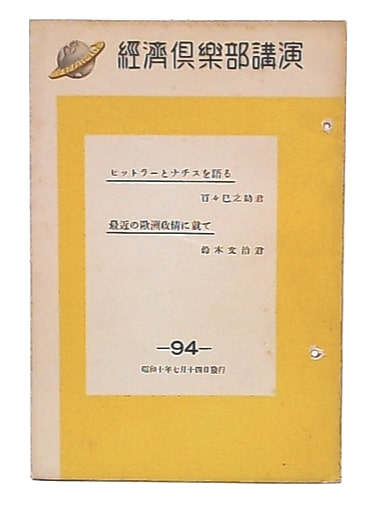 經濟倶樂部講演
ヒットラーとナチスを語る
百々巳之助君
最近の歐洲政情に就て
鈴木文治君
—94—
昭和十年七月十四日發行